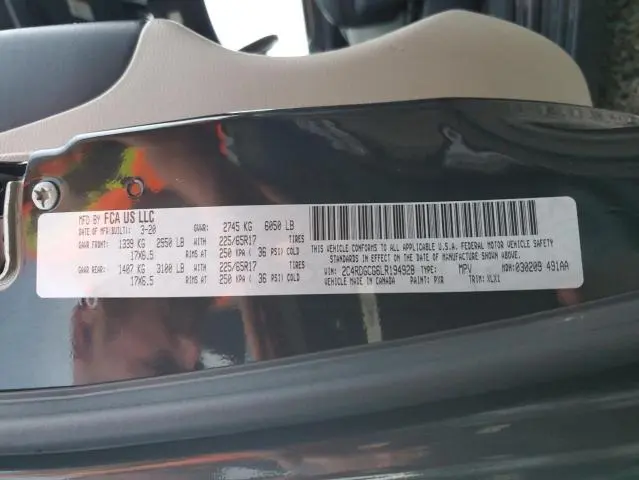 MFD BY FCA US LLC
DATE OF MFR(BUILT): 3-20 GVWR: 2745 KG 6050 LB
GAWR FRONT: 1339 KG 2950 LB WITH 225/65R17 TIRES
17X6.5 RIMS @ COLD 250 KPA ( 36 PSI) COLD
GAWR REAR: 1407 KG 3100 LB WITH 225/65R17 TIRES
17X6.5 RIMS @ COLD 250 KPA ( 36 PSI) COLD
THIS VEHICLE CONFORMS TO ALL APPLICABLE U.S.A. FEDERAL MOTOR VEHICLE SAFETY
STANDARDS IN EFFECT ON THE DATE OF MANUFACTURE SHOWN ABOVE.
VIN: 2C4RDGCG6LR194928 TYPE: MPV MDH: 030209 491AA
VEHICLE MADE IN CANADA PAINT: PXR TRIM: XLX1